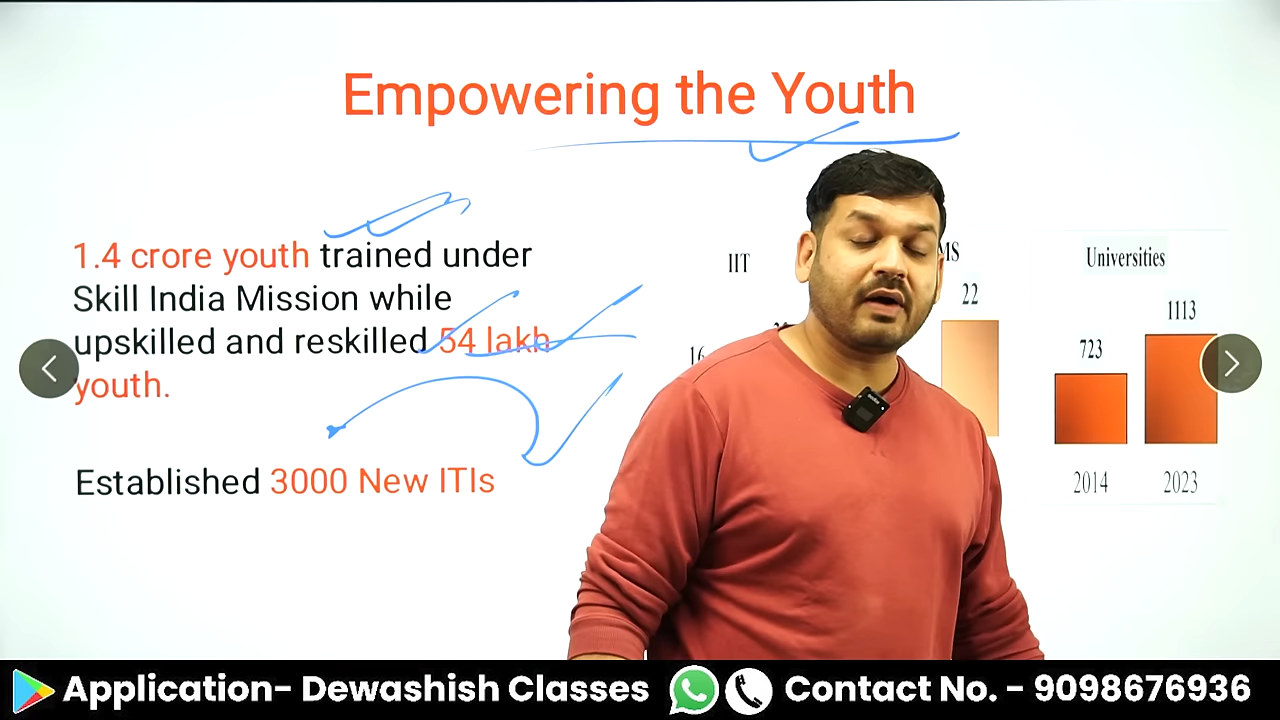 Empowering the Youth
1.4 crore youth trained under
Skill India Mission while
upskilled and reskilled 54 lakh
youth.
Established 3000 New ITIs
IIT
16
22
Universities
723
1113
2014
2023
Application- Dewashish Classes
Contact No. - 9098676936